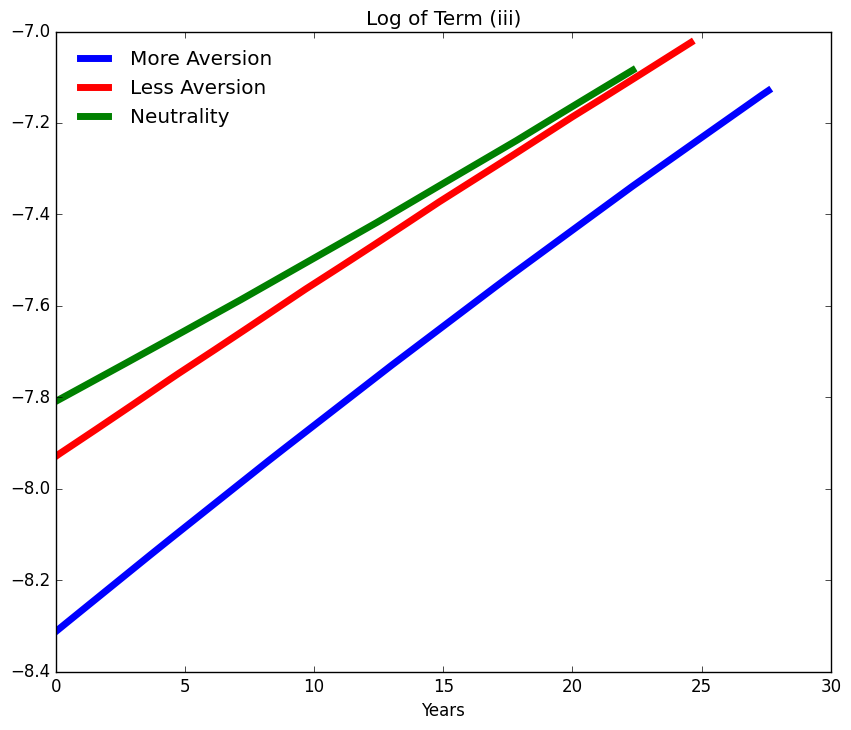 Log of Term (iii)
−7.0
−7.2
−7.4
−7.6
−7.8
−8.0
−8.2
−8.4
More Aversion
Less Aversion
Neutrality
0 5 10 15 20 25 30
Years